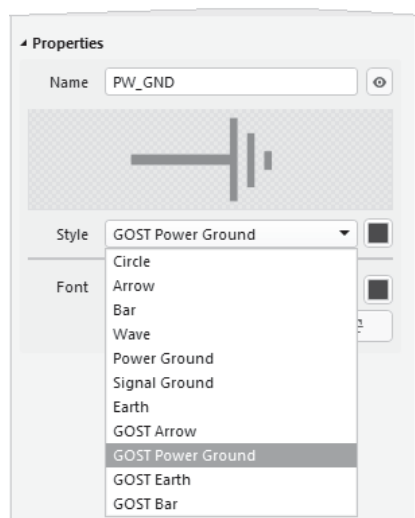 Properties
Name PW_GND
Style GOST Power Ground
Font
Circle
Arrow
Bar
Wave
Power Ground
Signal Ground
Earth
GOST Arrow
GOST Power Ground
GOST Earth
GOST Bar